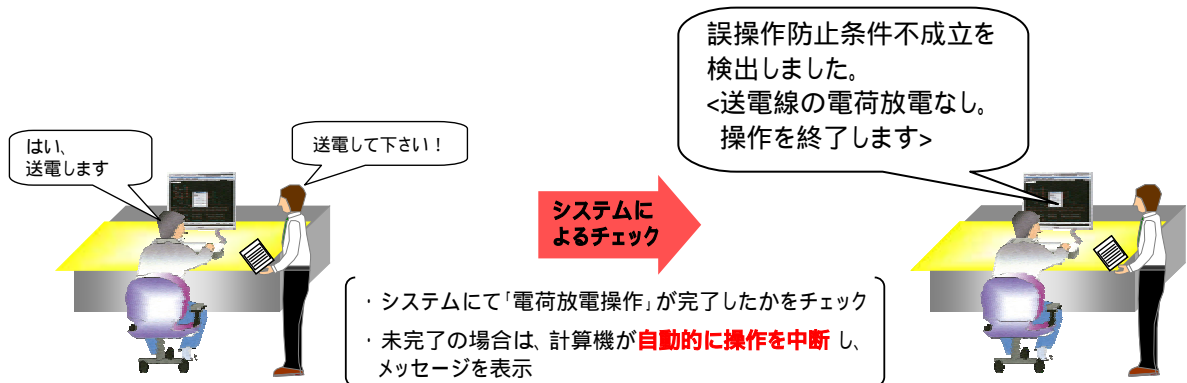 はい、
送電します
送電して下さい！
システムに
よるチェック
誤操作防止条件不成立を
検出しました。
<送電線の電荷放電なし。
操作を終了します>
・システムにて「電荷放電操作」が完了したかをチェック
・未完了の場合は、計算機が自動的に操作を中断し、
メッセージを表示